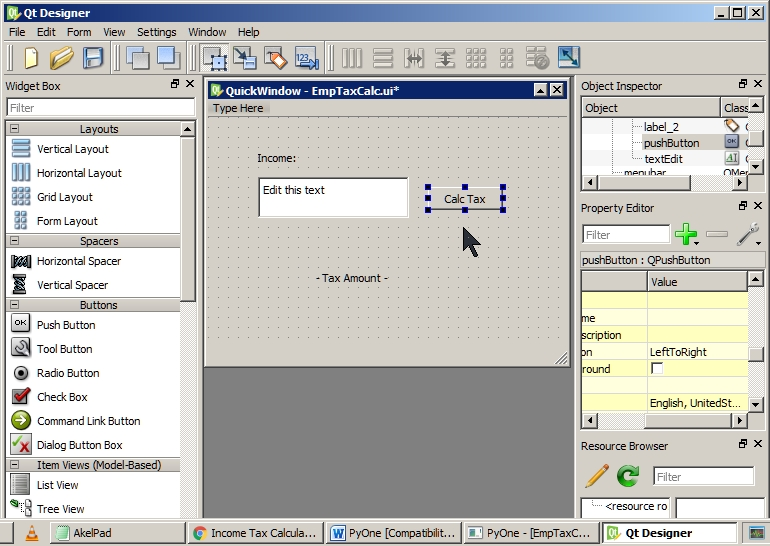 Qt Designer
File Edit Form View Settings Window Help
Widget Box
Filter
Layouts
Vertical Layout
Horizontal Layout
Grid Layout
Form Layout
Spacers
Horizontal Spacer
Vertical Spacer
Buttons
OK Push Button
Tool Button
Radio Button
Check Box
Command Link Button
Dialog Button Box
Item Views (Model-Based)
List View
Tree View
QuickWindow - EmpTaxCalc.ui*
Type Here
Income:
Edit this text
Calc Tax
- Tax Amount -
Object Inspector
Object Class
label_2
pushButton OK
textEdit AI
menubar QMen
Property Editor
Filter
pushButton : QPushButton
Value
me
scription
on LeftToRight
round
English, UnitedSt...
Resource Browser
Filter
<resource ro
AkelPad
Income Tax Calcula...
PyOne [Compatibilit...
PyOne - [EmpTaxC...
Qt Designer